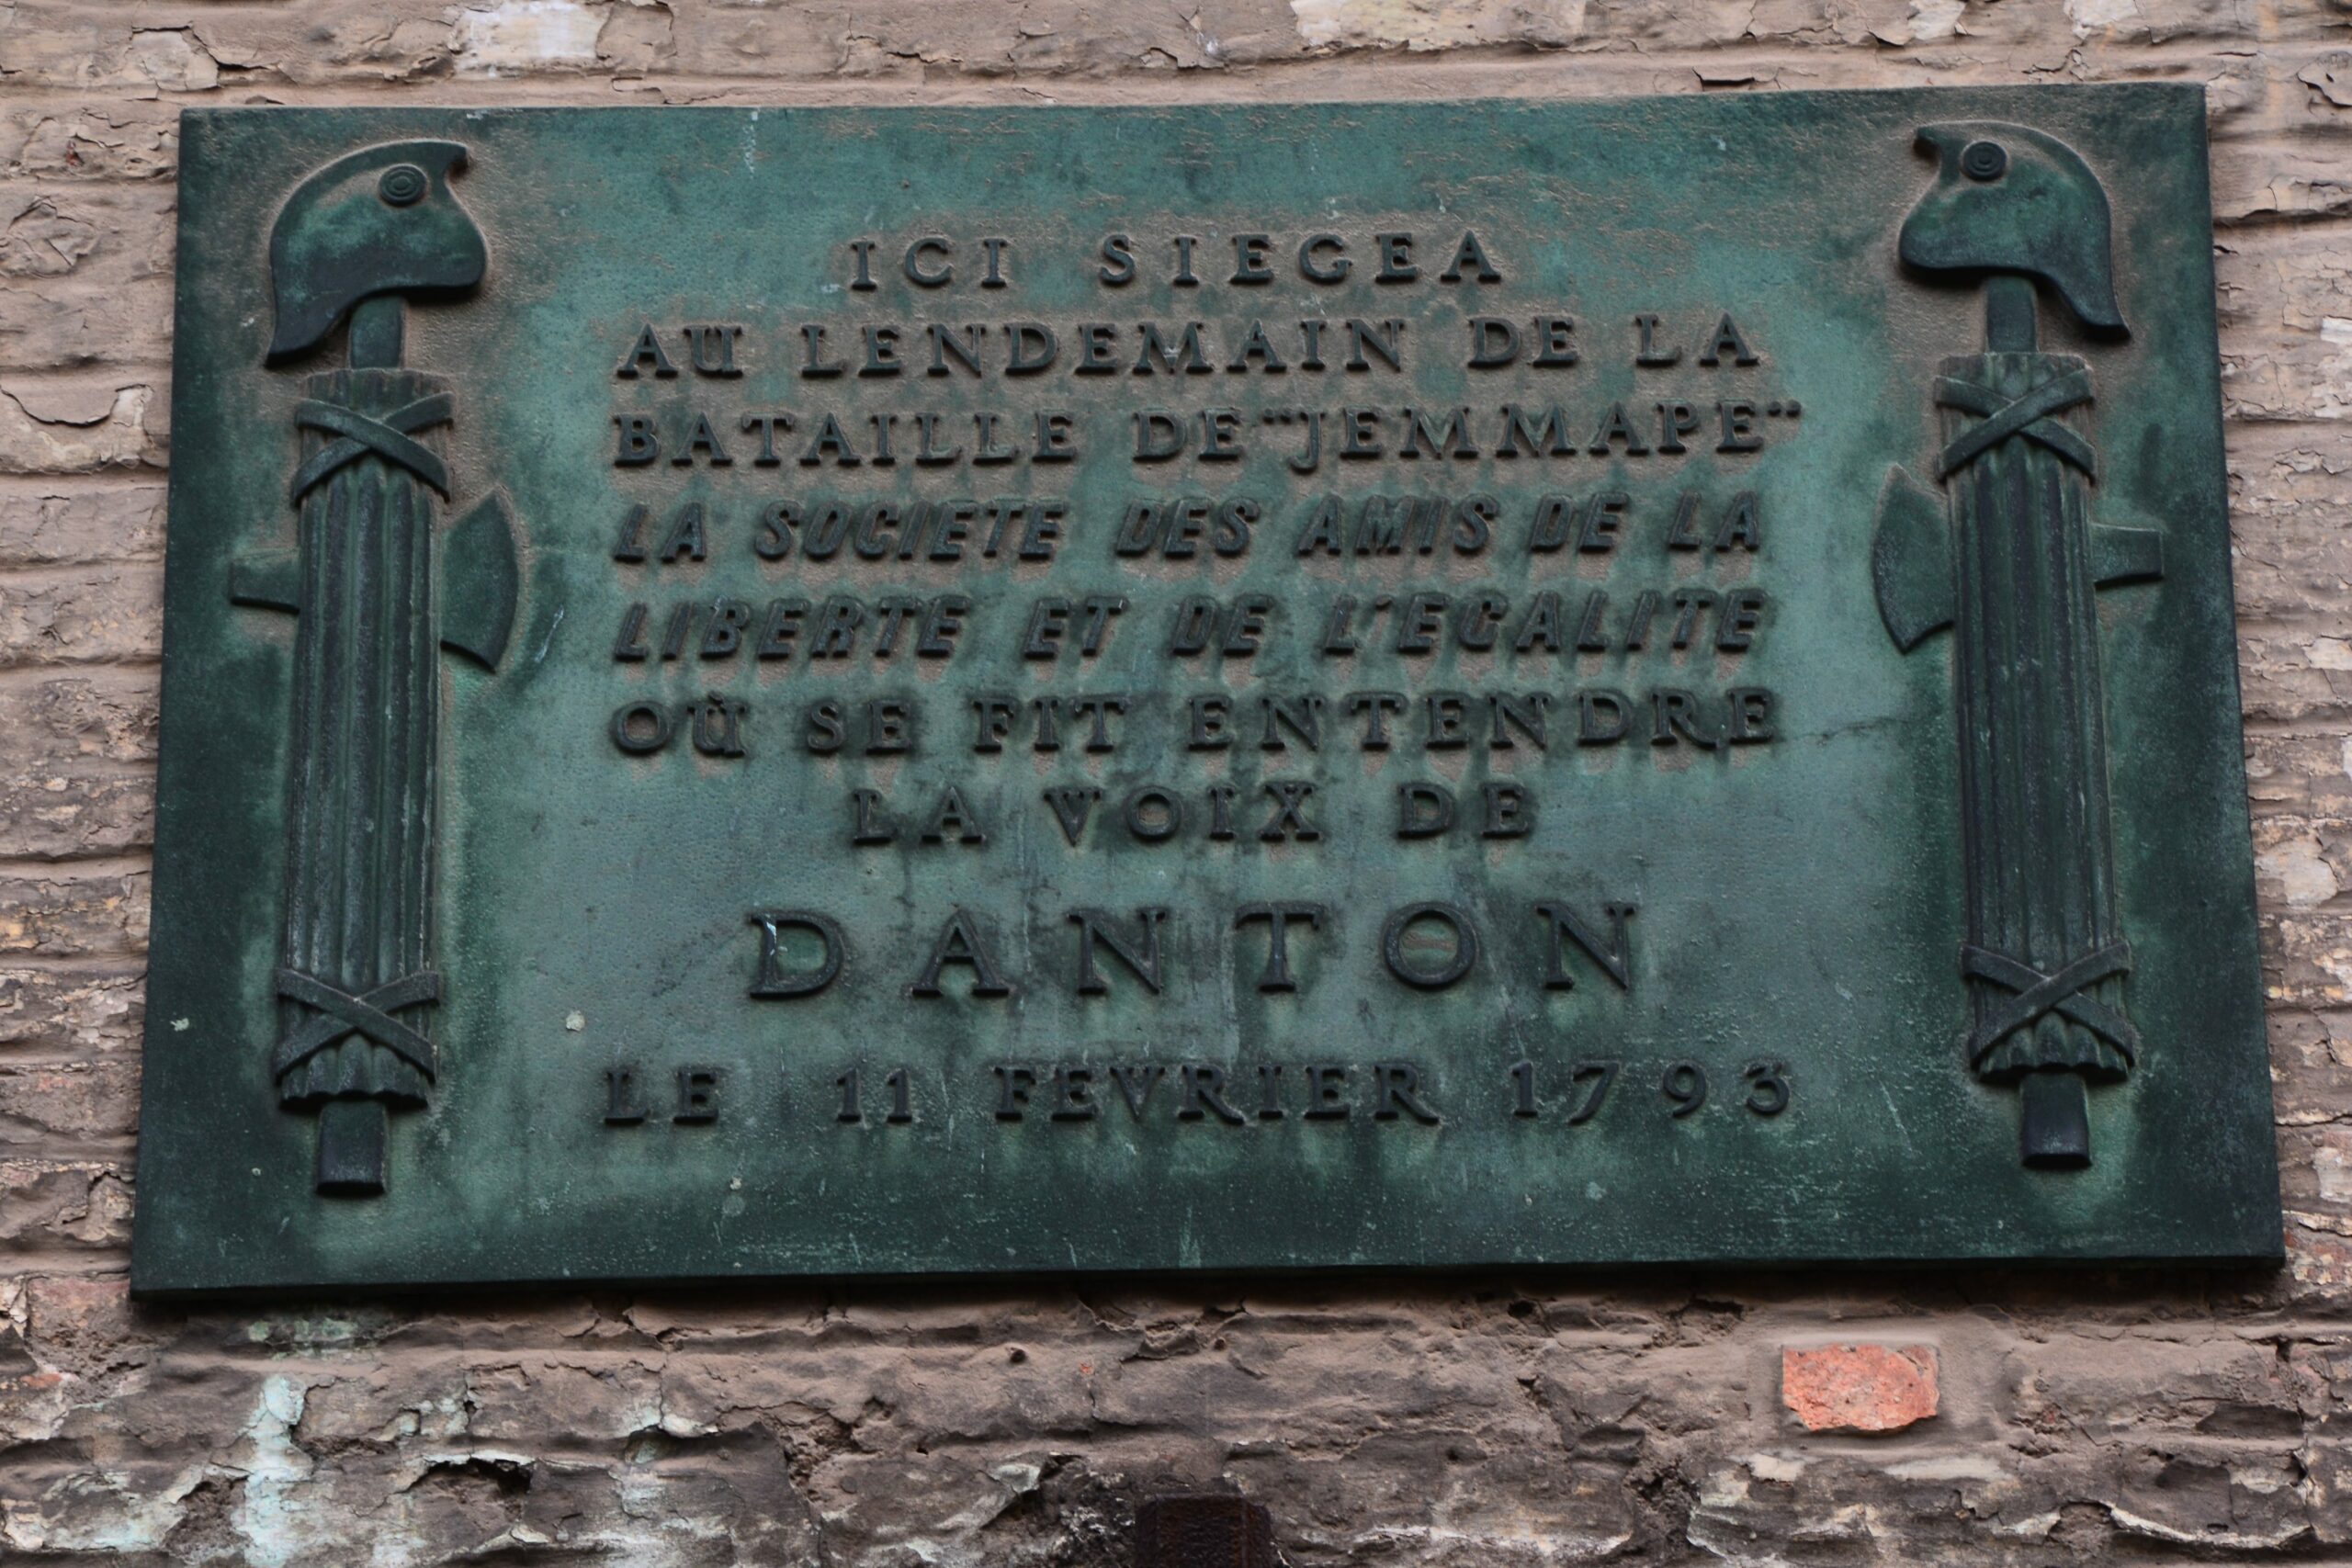 ICI SIEGEA
AU LENDEMAIN DE LA
BATAILLE DE "JEMMAPE"
LA SOCIETE DES AMIS DE LA
LIBERTE ET DE L'EGALITE
OÙ SE FIT ENTENDRE
LA VOIX DE
DANTON
LE 11 FEVRIER 1793